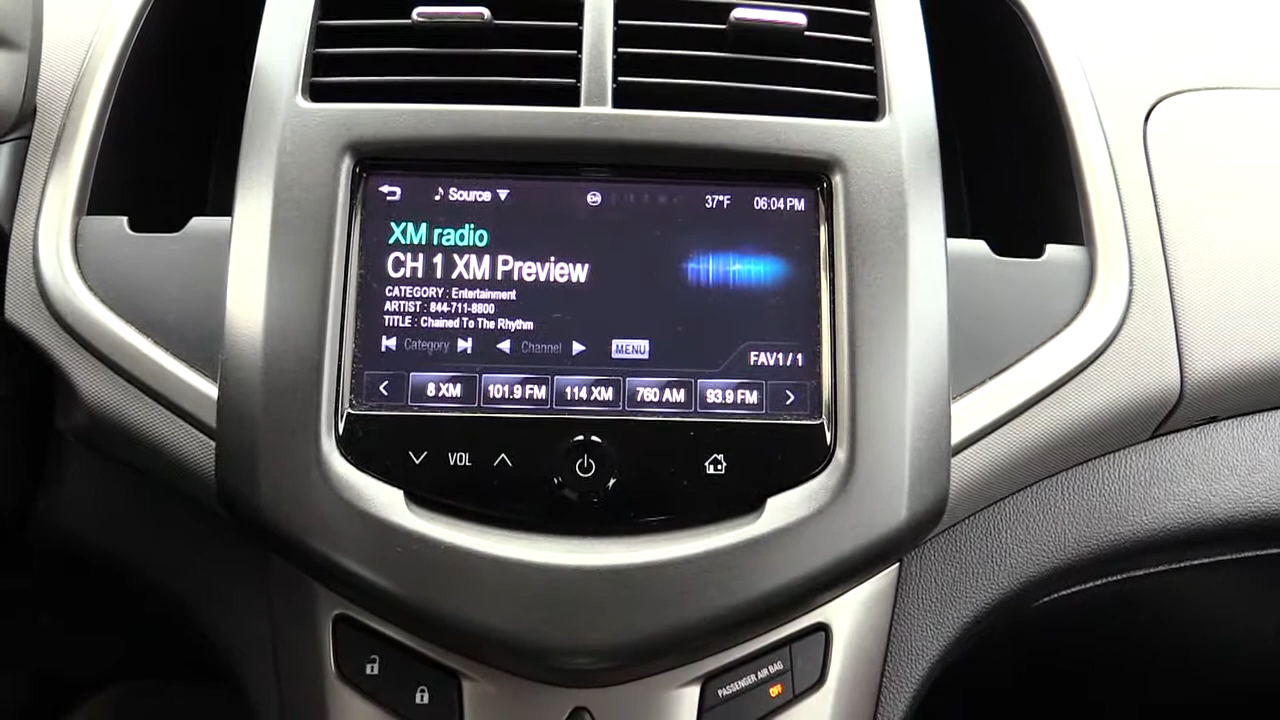 Source 37°F 06:04 PM
XM radio
CH 1 XM Preview
CATEGORY : Entertainment
ARTIST : 844-711-8800
TITLE : Chained To The Rhythm
Category Channel MENU
FAV1 / 1
8 XM 101.9 FM 114 XM 760 AM 93.9 FM
VOL
PASSENGER AIR BAG
OFF